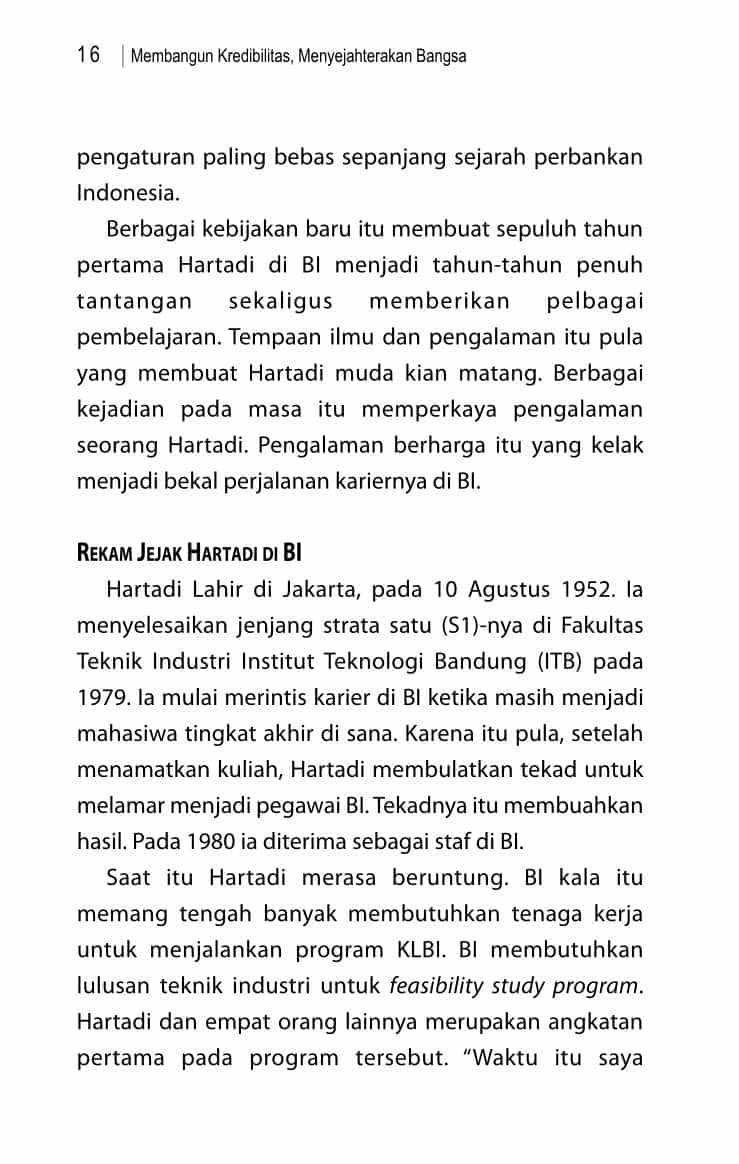 16 | Membangun Kredibilitas, Menyejahterakan Bangsa
pengaturan paling bebas sepanjang sejarah perbankan
Indonesia.
Berbagai kebijakan baru itu membuat sepuluh tahun
pertama Hartadi di BI menjadi tahun-tahun penuh
tantangan sekaligus memberikan pelbagai
pembelajaran. Tempaan ilmu dan pengalaman itu pula
yang membuat Hartadi muda kian matang. Berbagai
kejadian pada masa itu memperkaya pengalaman
seorang Hartadi. Pengalaman berharga itu yang kelak
menjadi bekal perjalanan kariernya di BI.
REKAM JEJAK HARTADI DI BI
Hartadi Lahir di Jakarta, pada 10 Agustus 1952. Ia
menyelesaikan jenjang strata satu (S1)-nya di Fakultas
Teknik Industri Institut Teknologi Bandung (ITB) pada
1979. Ia mulai merintis karier di BI ketika masih menjadi
mahasiwa tingkat akhir di sana. Karena itu pula, setelah
menamatkan kuliah, Hartadi membulatkan tekad untuk
melamar menjadi pegawai BI. Tekadnya itu membuahkan
hasil. Pada 1980 ia diterima sebagai staf di BI.
Saat itu Hartadi merasa beruntung. BI kala itu
memang tengah banyak membutuhkan tenaga kerja
untuk menjalankan program KLBI. BI membutuhkan
lulusan teknik industri untuk feasibility study program.
Hartadi dan empat orang lainnya merupakan angkatan
pertama pada program tersebut. “Waktu itu saya